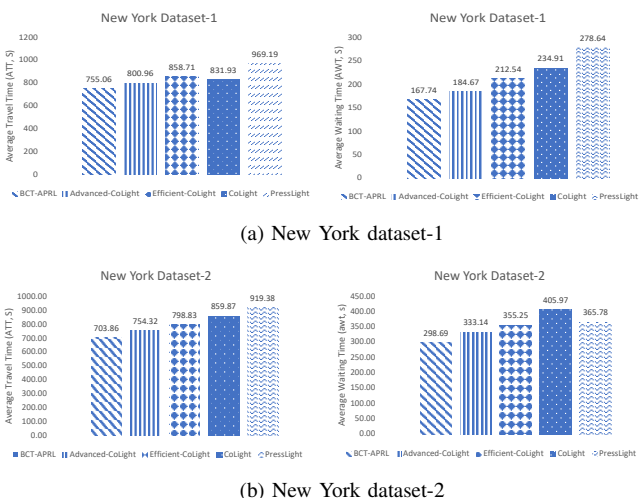 New York Dataset-1
Average Travel Time (ATT, S)
1200
1000
800
600
400
200
0
755.06 800.96 858.71 831.93 969.19
BCT-APRL Advanced-CoLight Efficient-CoLight CoLight PressLight
New York Dataset-1
Average Waiting Time (AWT, S)
300
250
200
150
100
50
0
167.74 184.67 212.54 234.91 278.64
BCT-APRL Advanced-CoLight Efficient-CoLight CoLight PressLight
(a) New York dataset-1
New York Dataset-2
Average Travel Time (ATT, S)
1000.00
900.00
800.00
700.00
600.00
500.00
400.00
300.00
200.00
100.00
0.00
703.86 754.32 798.83 859.87 919.38
BCT-APRL Advanced-CoLight Efficient-CoLight CoLight PressLight
New York Dataset-2
Average Waiting Time (awt, s)
450.00
400.00
350.00
300.00
250.00
200.00
150.00
100.00
50.00
0.00
298.69 333.14 355.25 405.97 365.78
BCT-APRL Advanced-CoLight Efficient-CoLight CoLight PressLight
(b) New York dataset-2